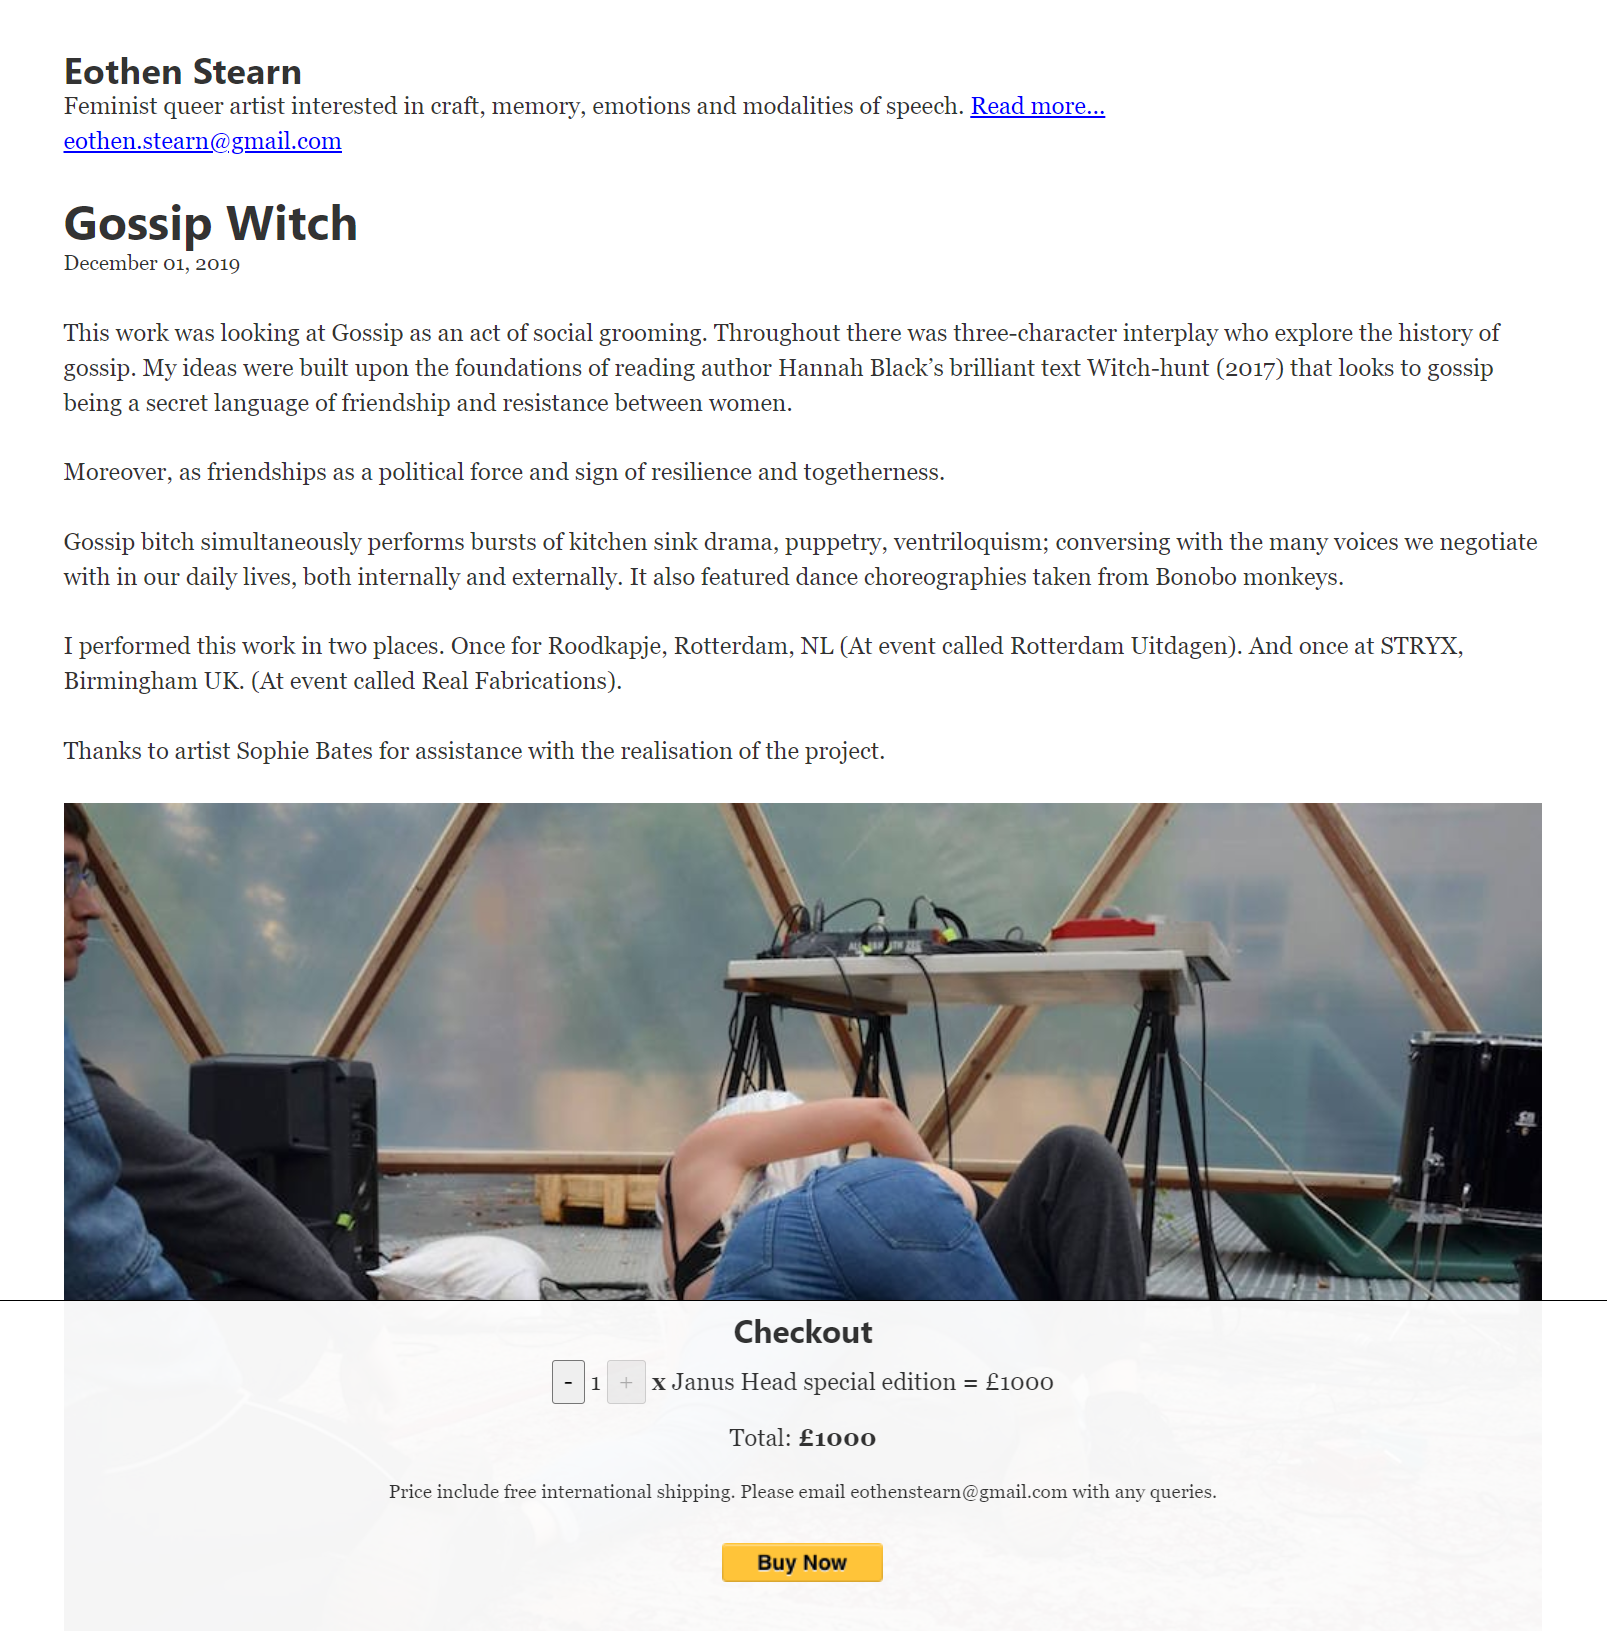 Eothen Stearn
Feminist queer artist interested in craft, memory, emotions and modalities of speech. Read more...
eothen.stearn@gmail.com
Gossip Witch
December 01, 2019
This work was looking at Gossip as an act of social grooming. Throughout there was three-character interplay who explore the history of
gossip. My ideas were built upon the foundations of reading author Hannah Black’s brilliant text Witch-hunt (2017) that looks to gossip
being a secret language of friendship and resistance between women.
Moreover, as friendships as a political force and sign of resilience and togetherness.
Gossip bitch simultaneously performs bursts of kitchen sink drama, puppetry, ventriloquism; conversing with the many voices we negotiate
with in our daily lives, both internally and externally. It also featured dance choreographies taken from Bonobo monkeys.
I performed this work in two places. Once for Roodkapje, Rotterdam, NL (At event called Rotterdam Uitdagen). And once at STRYX,
Birmingham UK. (At event called Real Fabrications).
Thanks to artist Sophie Bates for assistance with the realisation of the project.
Checkout
- 1 + x Janus Head special edition = £1000
Total: £1000
Price include free international shipping. Please email eothenstearn@gmail.com with any queries.
Buy Now